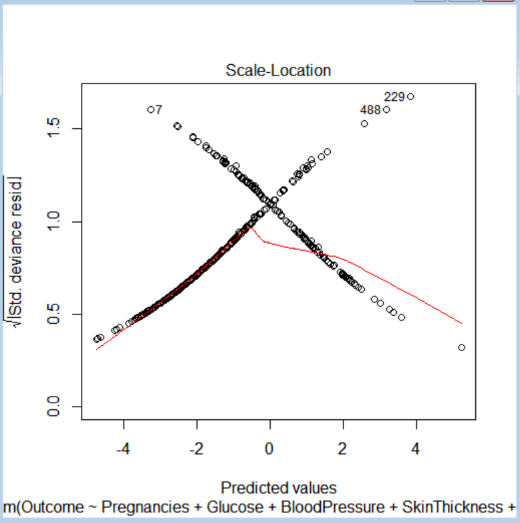 Scale-Location
229
7
488
√|Std. deviance resid|
1.5
1.0
0.5
0.0
-4 -2 0 2 4
Predicted values
m(Outcome ~ Pregnancies + Glucose + BloodPressure + SkinThickness +